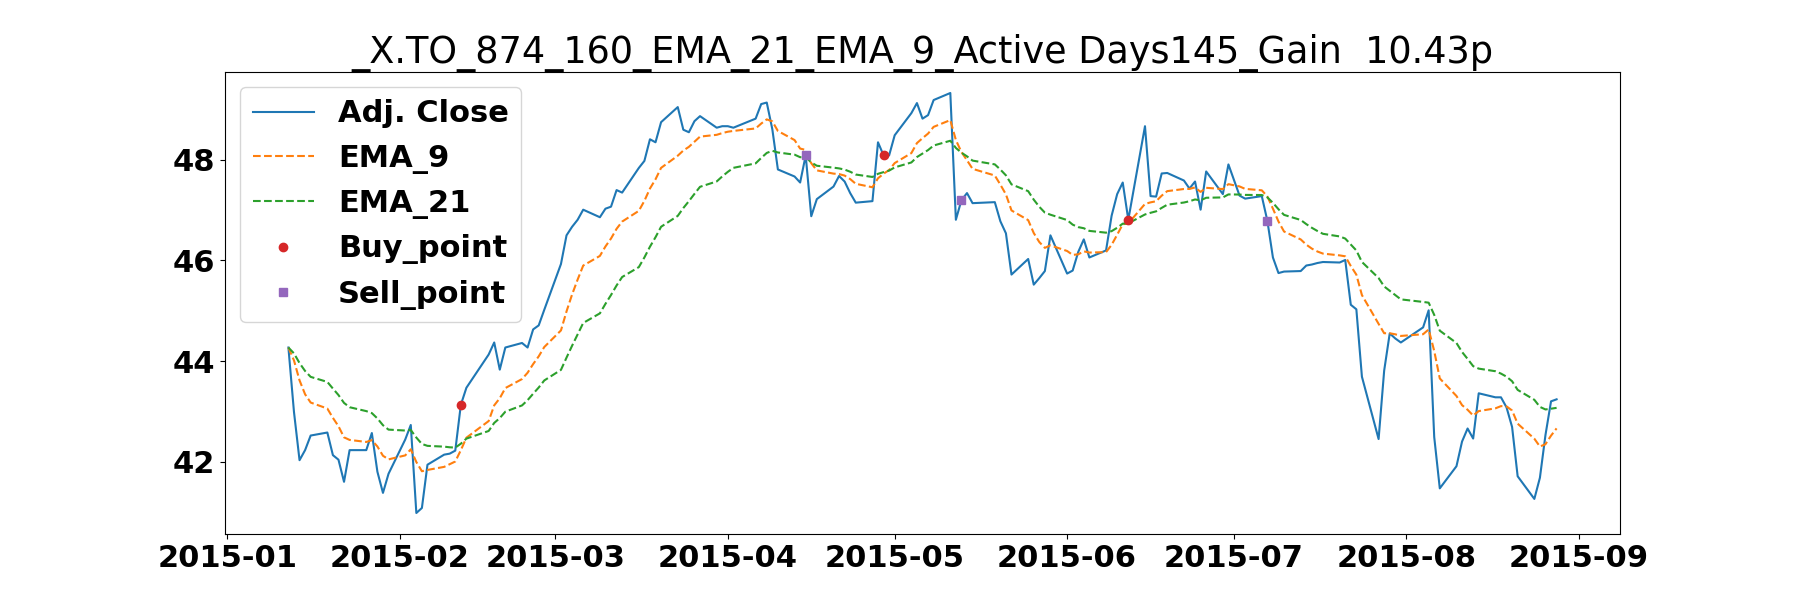 _X.TO_874_160_EMA_21_EMA_9_Active Days145_Gain  10.43p
Adj. Close
EMA_9
EMA_21
Buy_point
Sell_point
48
46
44
42
2015-01 2015-02 2015-03 2015-04 2015-05 2015-06 2015-07 2015-08 2015-09